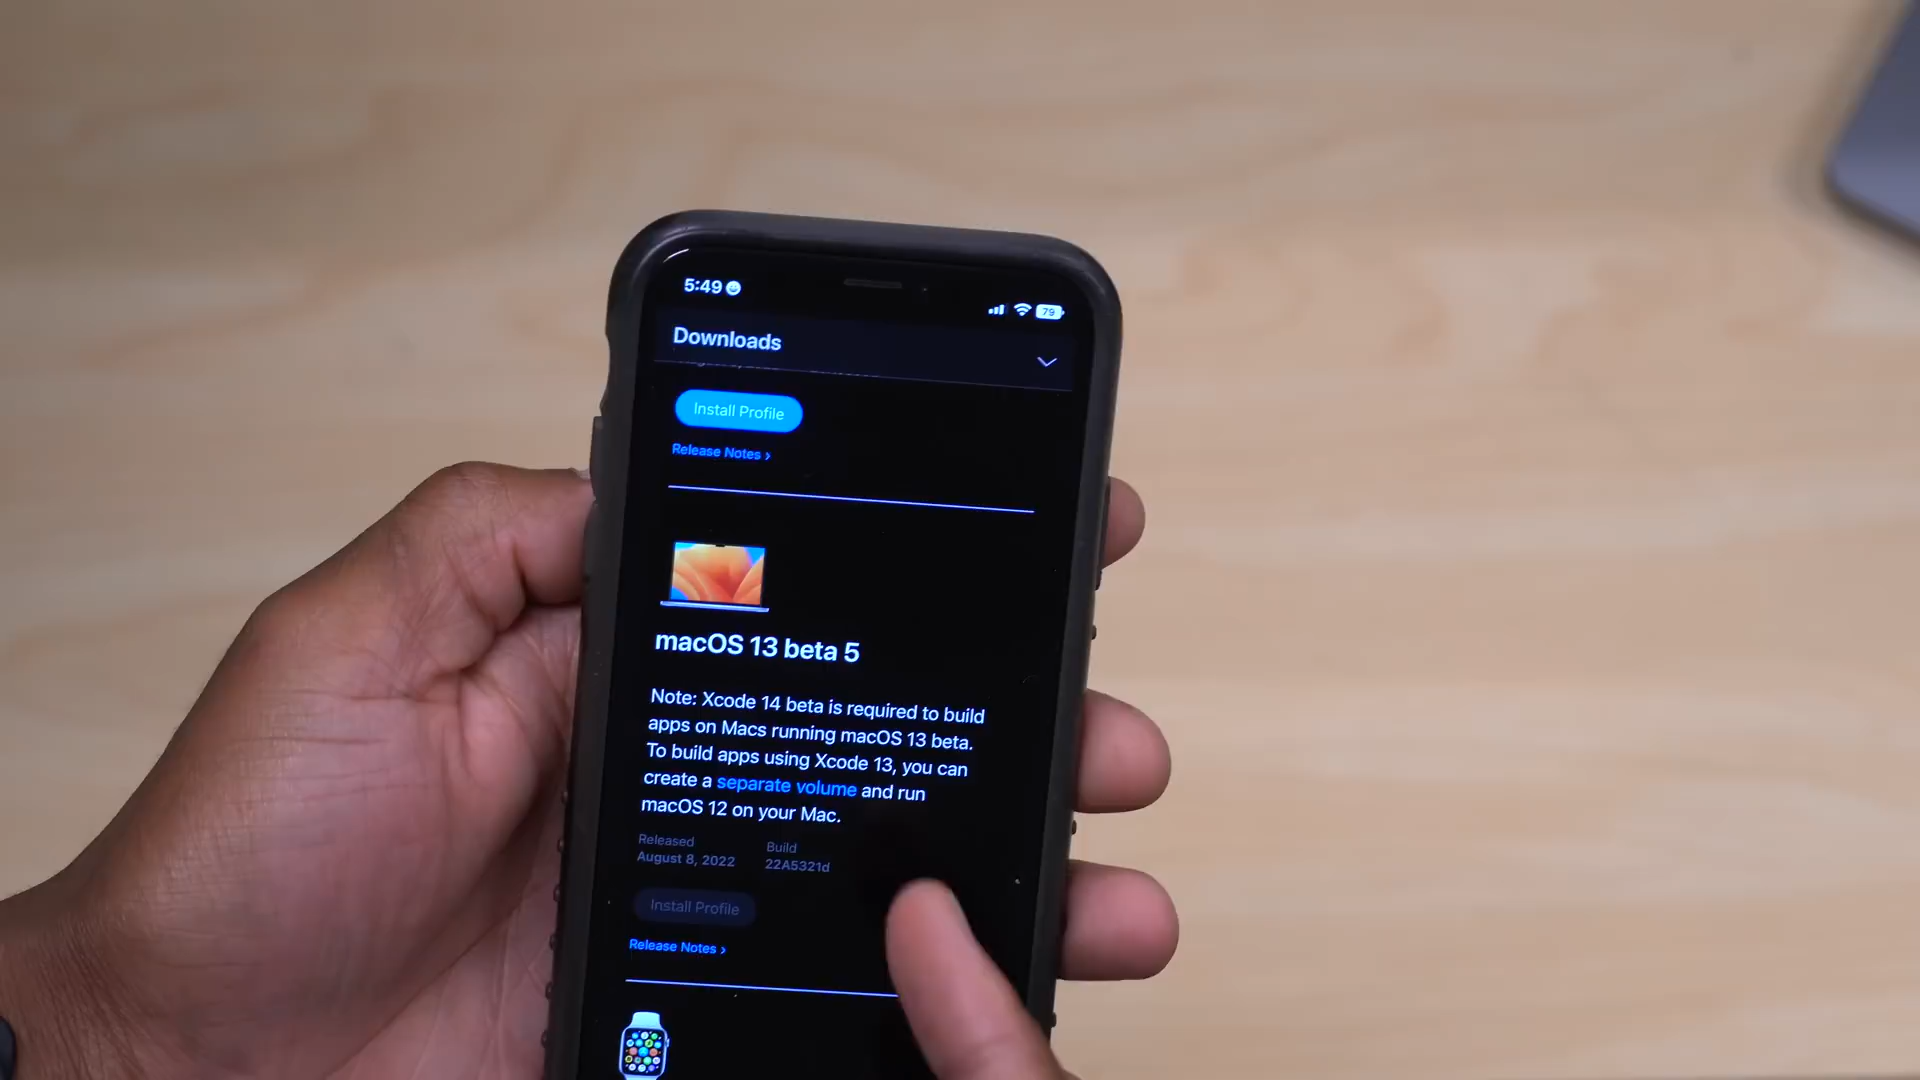 5:49
79
Downloads
Install Profile
Release Notes >
macOS 13 beta 5
Note: Xcode 14 beta is required to build
apps on Macs running macOS 13 beta.
To build apps using Xcode 13, you can
create a separate volume and run
macOS 12 on your Mac.
Released Build
August 8, 2022 22A5321d
Install Profile
Release Notes >